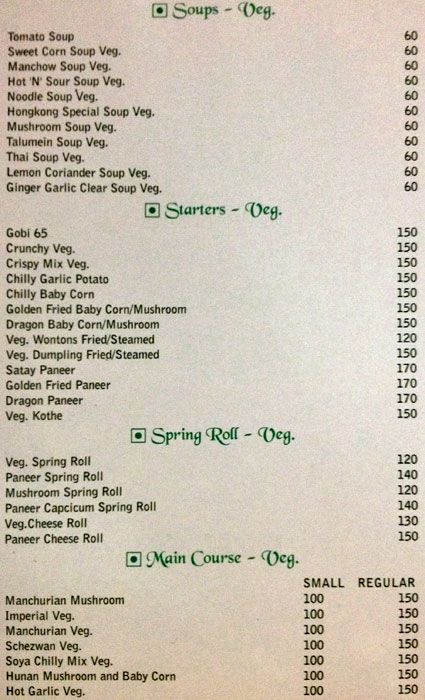 Soups - Veg.
Tomato Soup 60
Sweet Corn Soup Veg. 60
Manchow Soup Veg. 60
Hot 'N' Sour Soup Veg. 60
Noodle Soup Veg. 60
Hongkong Special Soup Veg. 60
Mushroom Soup Veg. 60
Talumein Soup Veg. 60
Thai Soup Veg. 60
Lemon Coriander Soup Veg. 60
Ginger Garlic Clear Soup Veg. 60
Starters - Veg.
Gobi 65 150
Crunchy Veg. 150
Crispy Mix Veg. 150
Chilly Garlic Potato 150
Chilly Baby Corn 150
Golden Fried Baby Corn/Mushroom 150
Dragon Baby Corn/Mushroom 150
Veg. Wontons Fried/Steamed 120
Veg. Dumpling Fried/Steamed 150
Satay Paneer 170
Golden Fried Paneer 170
Dragon Paneer 170
Veg. Kothe 150
Spring Roll - Veg.
Veg. Spring Roll 120
Paneer Spring Roll 140
Mushroom Spring Roll 120
Paneer Capcicum Spring Roll 140
Veg.Cheese Roll 130
Paneer Cheese Roll 150
Main Course - Veg.
SMALL REGULAR
Manchurian Mushroom 100 150
Imperial Veg. 100 150
Manchurian Veg. 100 150
Schezwan Veg. 100 150
Soya Chilly Mix Veg. 100 150
Hunan Mushroom and Baby Corn 100 150
Hot Garlic Veg. 100 150